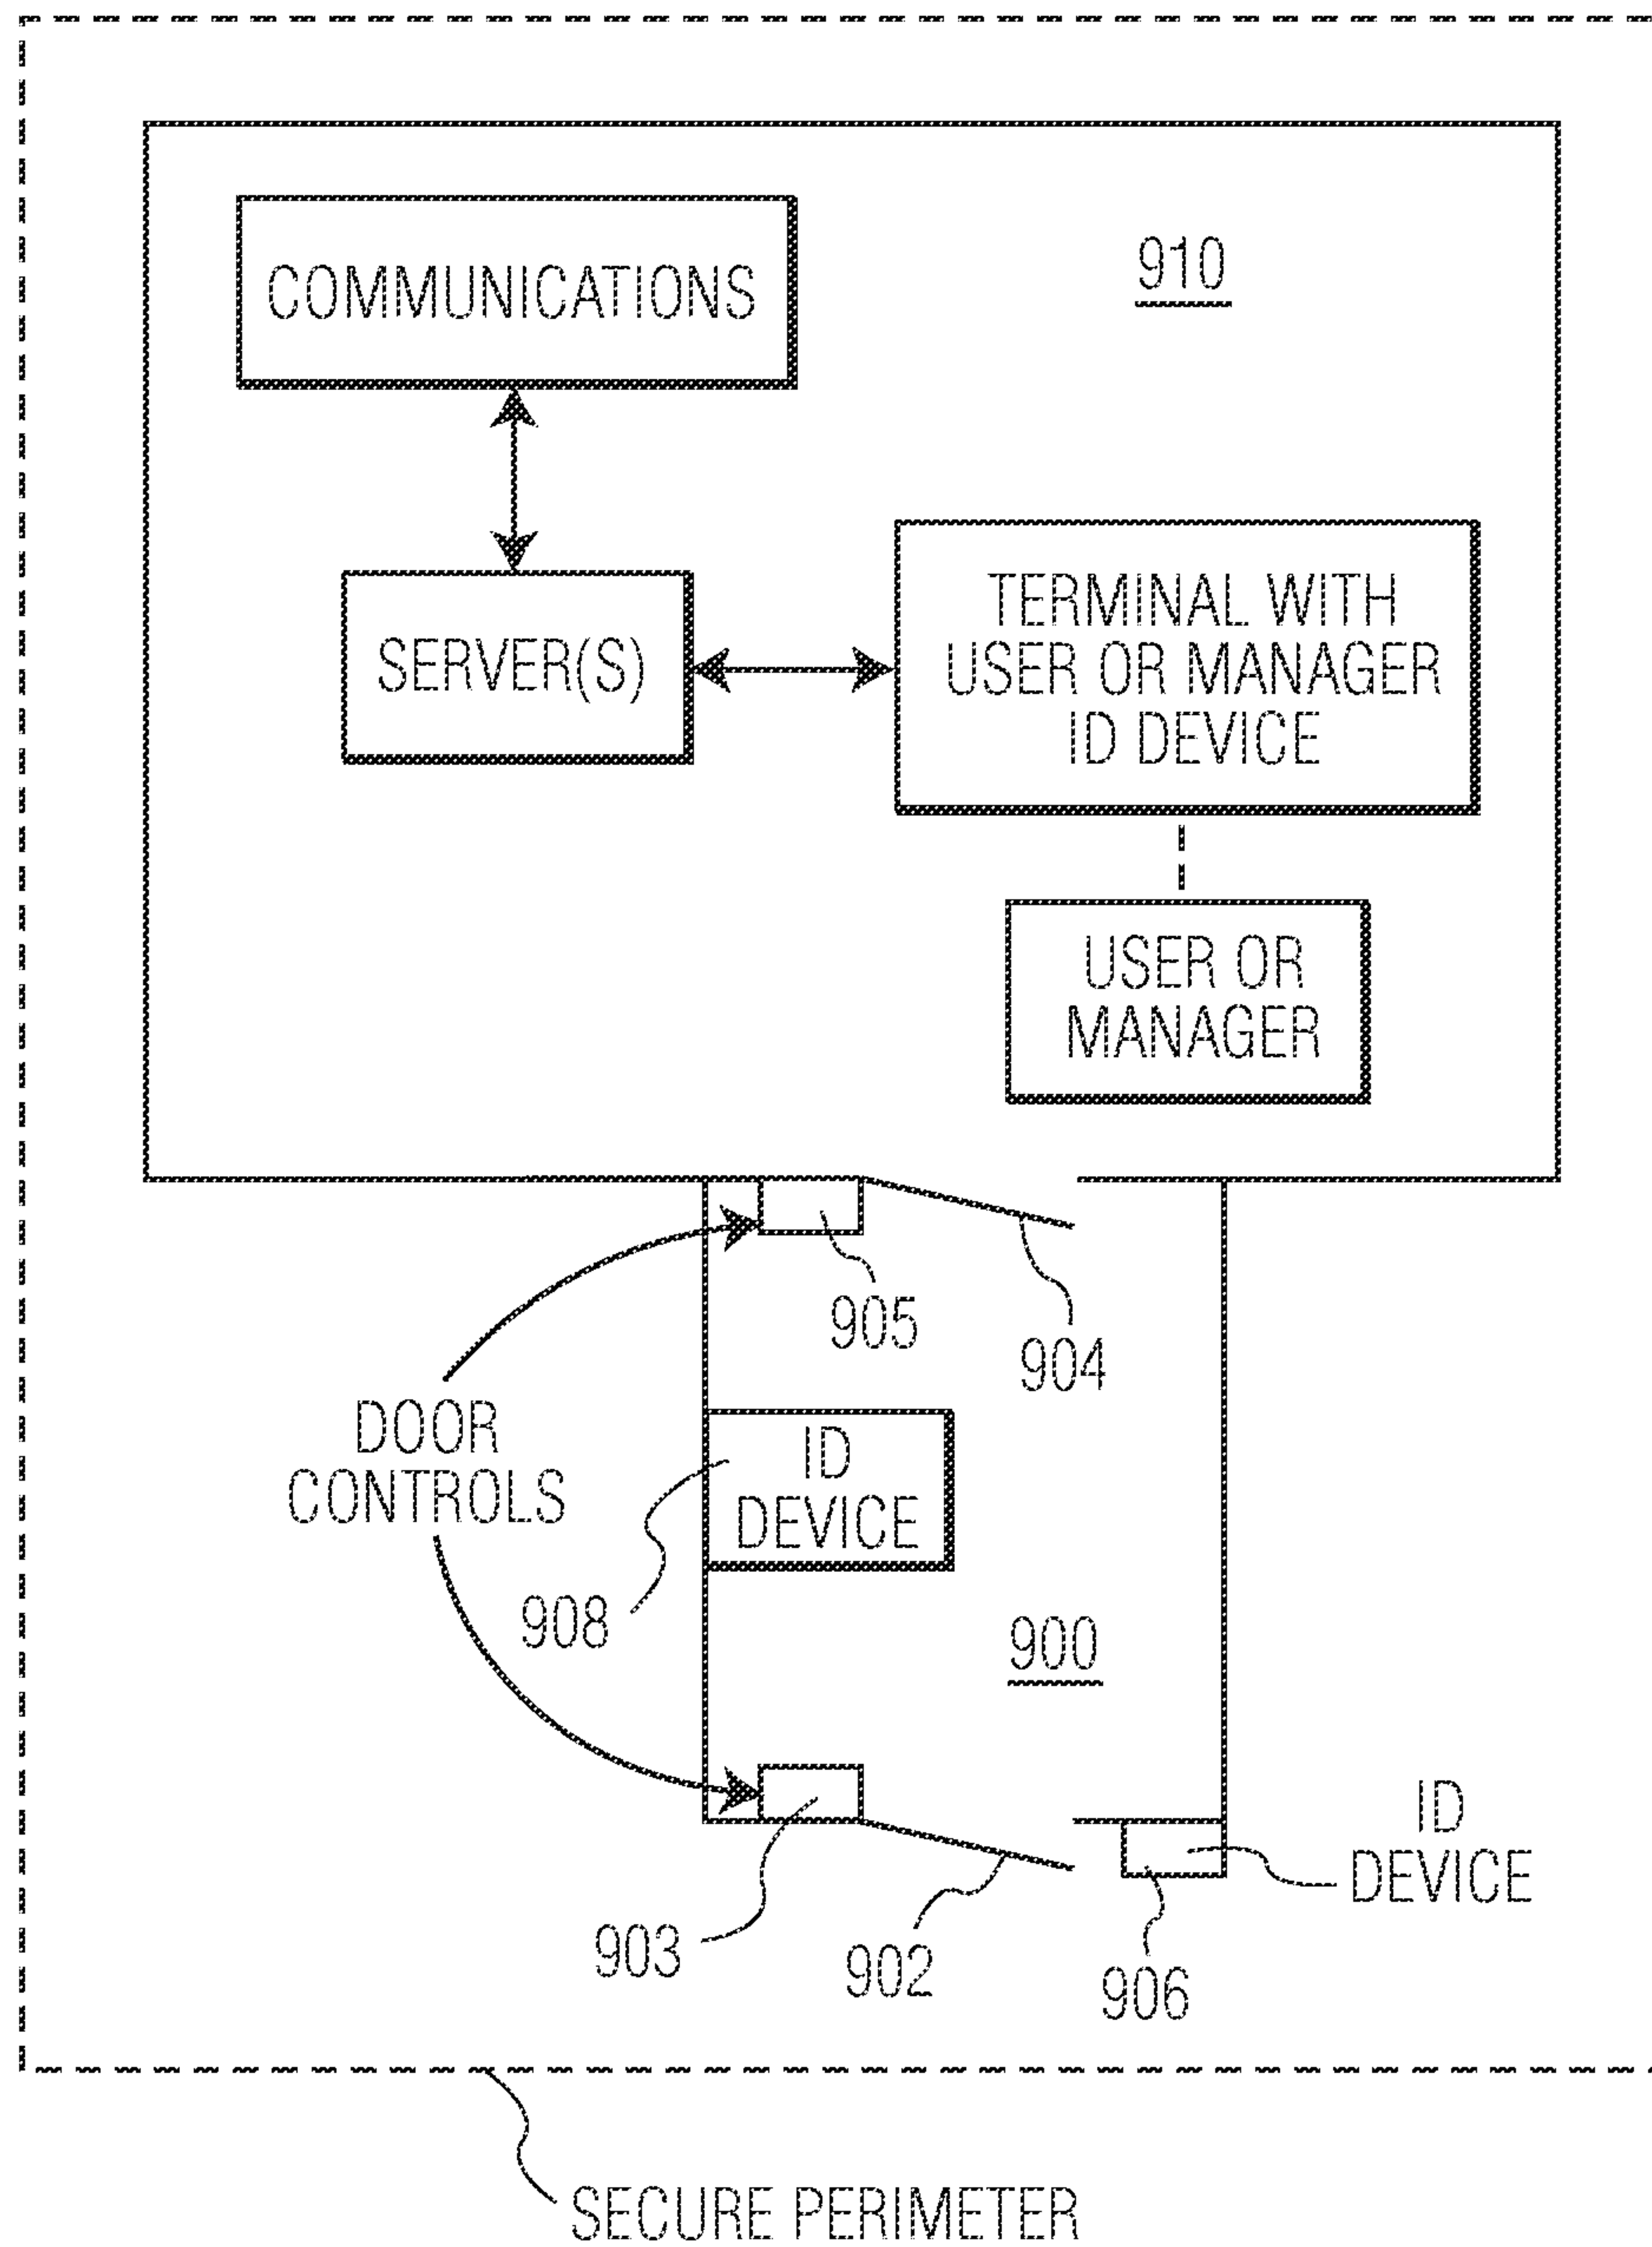 910
COMMUNICATIONS
SERVER(S)
TERMINAL WITH
USER OR MANAGER
ID DEVICE
USER OR
MANAGER
905
904
DOOR
CONTROLS
ID
DEVICE
908
900
903
902
906
ID
DEVICE
SECURE PERIMETER